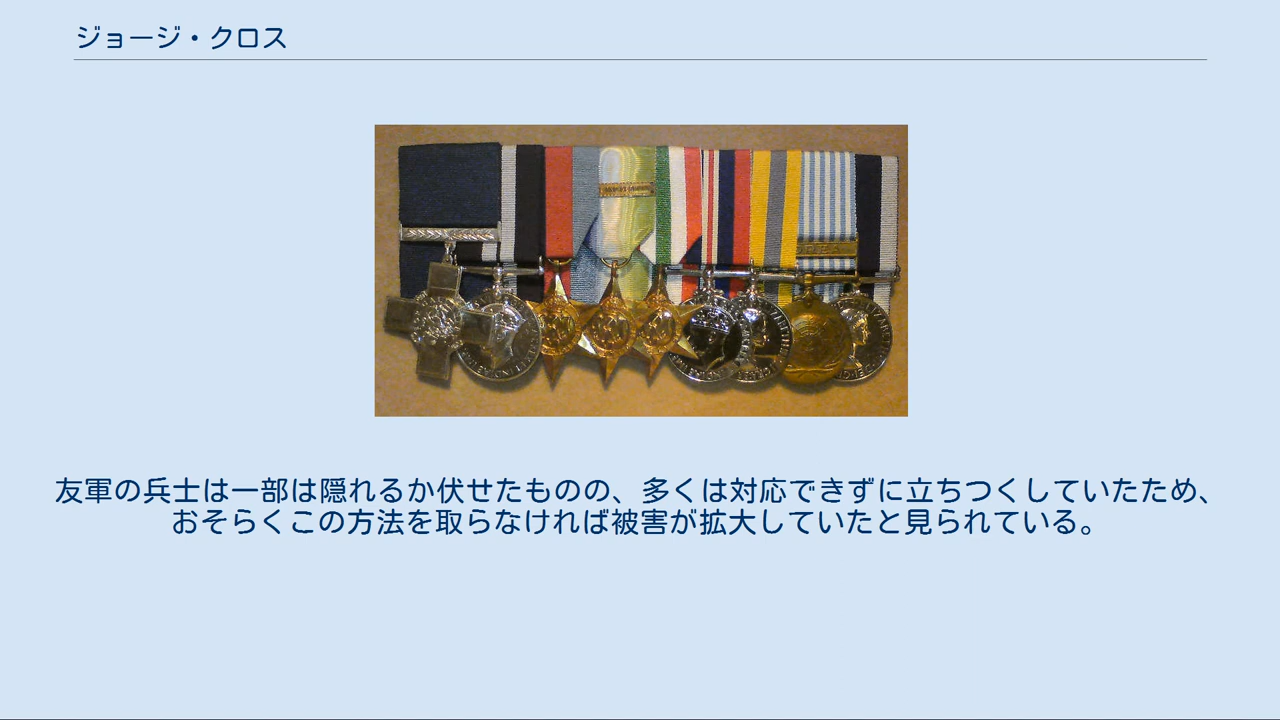 ジョージ・クロス
友軍の兵士は一部は隠れるか伏せたものの、多くは対応できずに立ちつくしていたため、
おそらくこの方法を取らなければ被害が拡大していたと見られている。